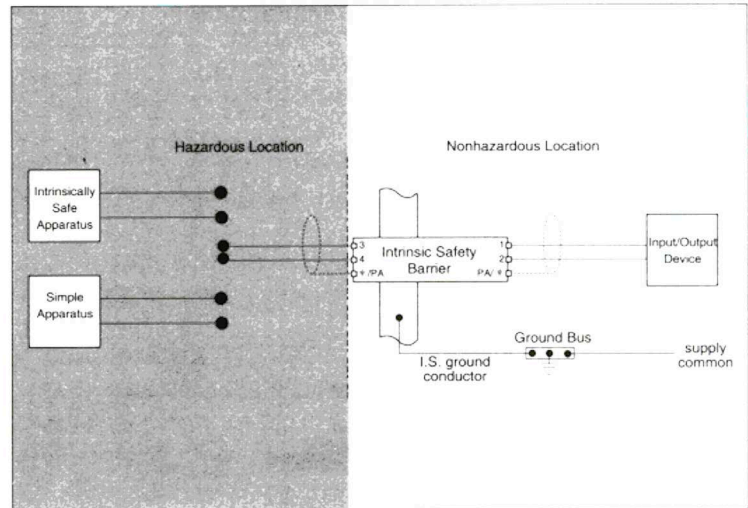 Hazardous Location
Nonhazardous Location
Intrinsically
Safe
Apparatus
Simple
Apparatus
3
4
*/PA
Intrinsic Safety
Barrier
1
2
PA/*
Input/Output
Device
I.S. ground
conductor
Ground Bus
supply
common